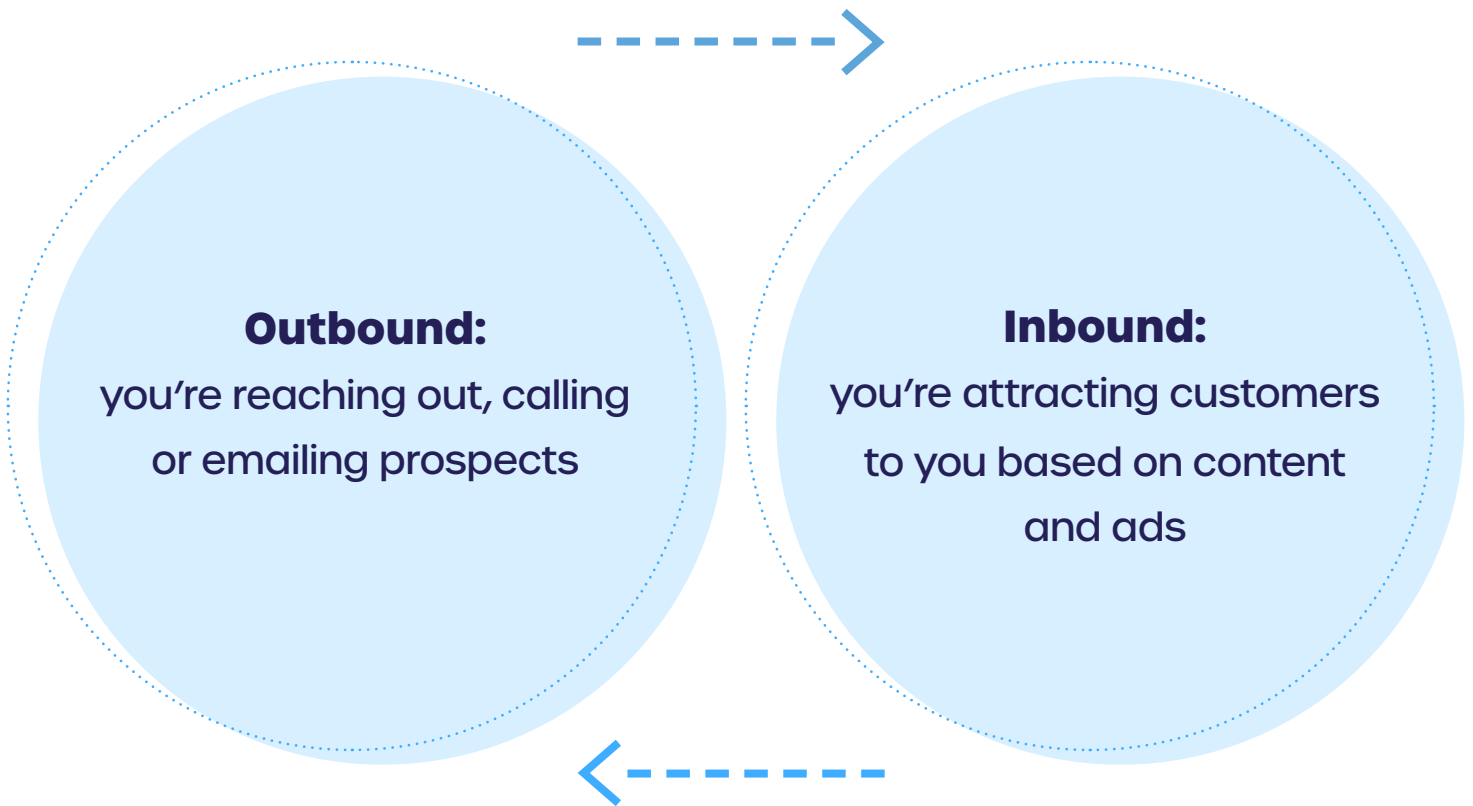 Outbound:
you’re reaching out, calling
or emailing prospects
Inbound:
you’re attracting customers
to you based on content
and ads